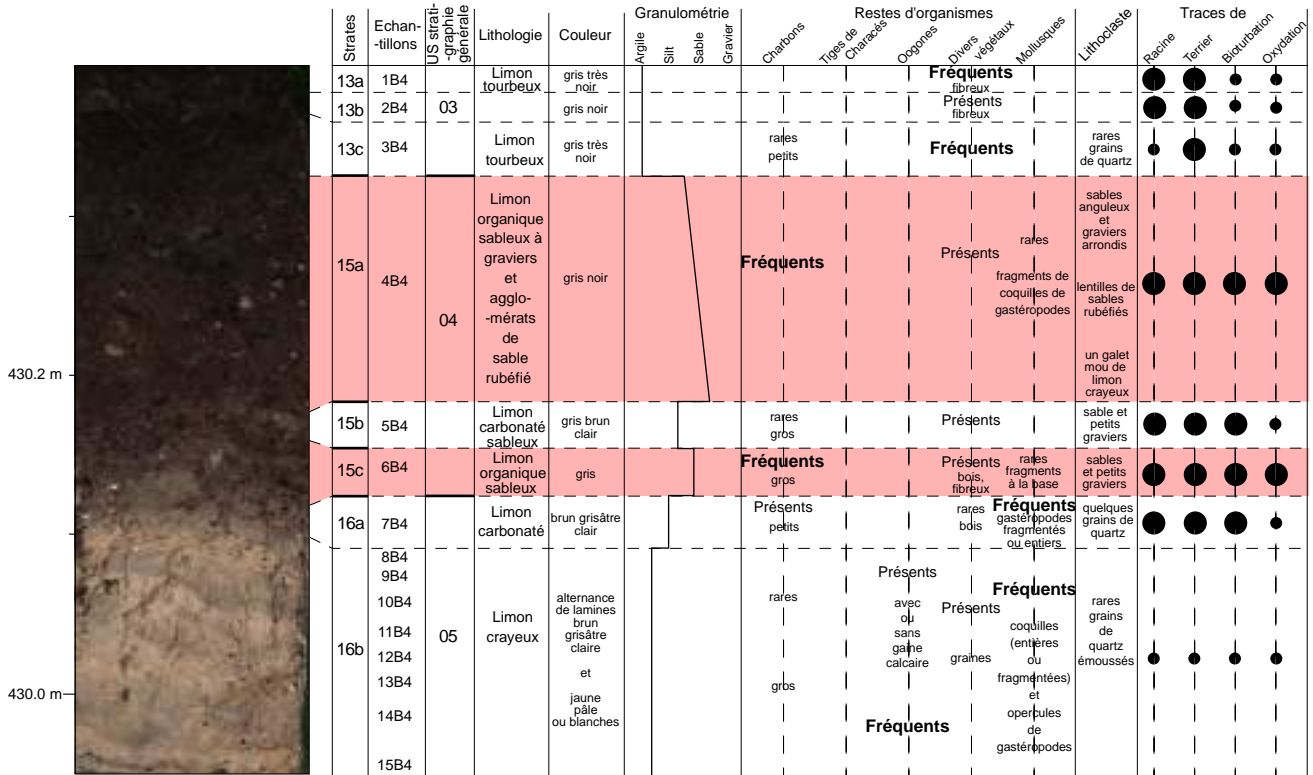 Granulométrie
Restes d'organismes
Traces de
Strates
Echan-
-tillons
US strati-
-graphie
générale
Lithologie
Couleur
Argile
Silt
Sable
Gravier
Charbons
Tiges de
Characés
Oogones
Divers
végétaux
Mollusques
Lithoclaste
Racine
Terrier
Bioturbation
Oxydation
13a
1B4
Limon
tourbeux
gris très
noir
Fréquents
fibreux
13b
2B4
03
gris noir
Présents
fibreux
13c
3B4
Limon
tourbeux
gris très
noir
rares
petits
Fréquents
rares
grains
de quartz
15a
4B4
04
Limon
organique
sableux à
graviers
et
agglo-
-mérats
de
sable
rubéfié
gris noir
Fréquents
Présents
rares
fragments de
coquilles de
gastéropodes
sables
anguleux
et
graviers
arrondis
lentilles de
sables
rubéfiés
un galet
mou de
limon
crayeux
430.2 m
15b
5B4
Limon
carbonaté
sableux
gris brun
clair
rares
gros
Présents
sable et
petits
graviers
15c
6B4
Limon
organique
sableux
gris
Fréquents
gros
Présents
bois,
fibreux
rares
fragments
à la base
sables
et petits
graviers
16a
7B4
Limon
carbonaté
brun grisâtre
clair
Présents
petits
rares
bois
Fréquents
gastéropodes
fragmentés
ou entiers
quelques
grains de
quartz
16b
8B4
9B4
10B4
11B4
12B4
13B4
14B4
15B4
05
Limon
crayeux
alternance
de lamines
brun
grisâtre
claire
et
jaune
pâle
ou blanches
rares
gros
Présents
avec
ou
sans
gaine
calcaire
Fréquents
Présents
graines
Fréquents
coquilles
(entières
ou
fragmentées)
et
opercules
de
gastéropodes
rares
grains
de
quartz
émoussés
430.0 m